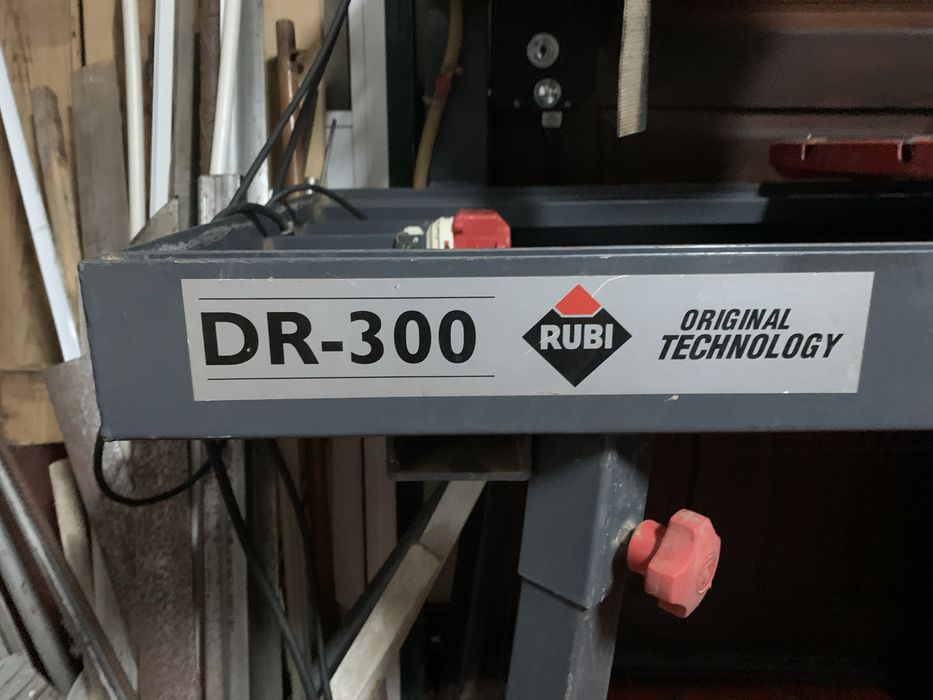 DR-300
RUBI
ORIGINAL
TECHNOLOGY